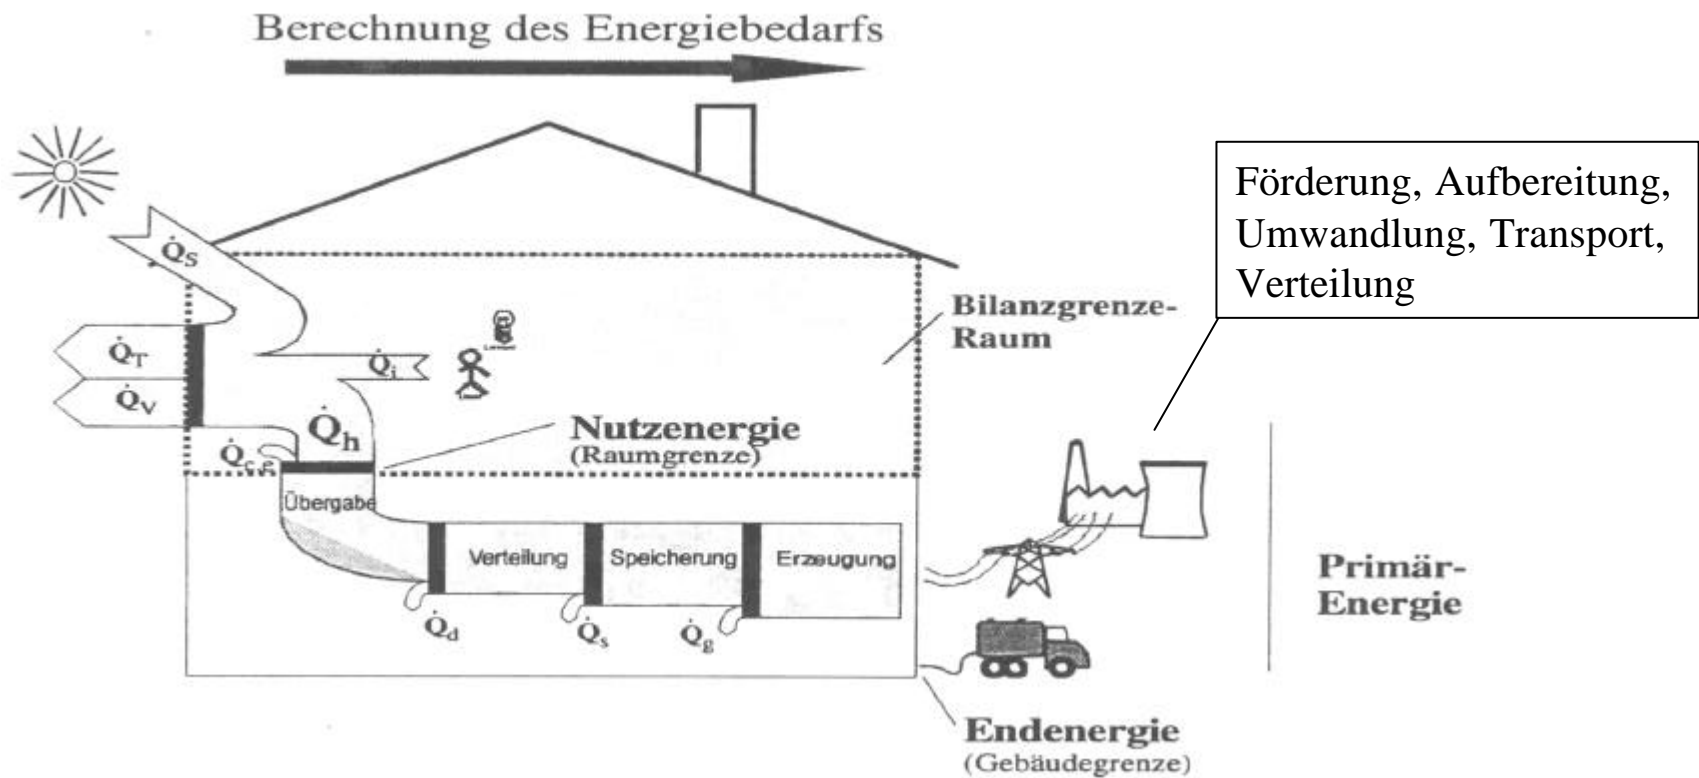 Berechnung des Energiebedarfs
Förderung, Aufbereitung,
Umwandlung, Transport,
Verteilung
Q̇S
Bilanzgrenze-
Raum
Q̇T
Q̇i
Q̇V
Q̇h
Nutzenergie
(Raumgrenze)
Q̇c,e
Übergabe
Verteilung
Speicherung
Erzeugung
Primär-
Energie
Q̇d
Q̇s
Q̇g
Endenergie
(Gebäudegrenze)